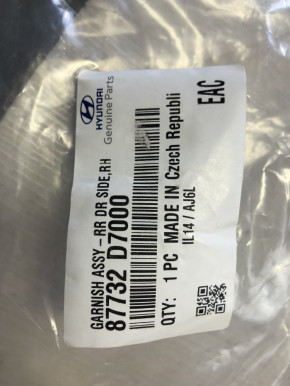 HYUNDAI
Genuine Parts
GARNISH ASSY-RR DR SIDE,RH
87732 D7000
QTY: 1 PC MADE IN Czech Republi
IL14 / AJ6L
EAC